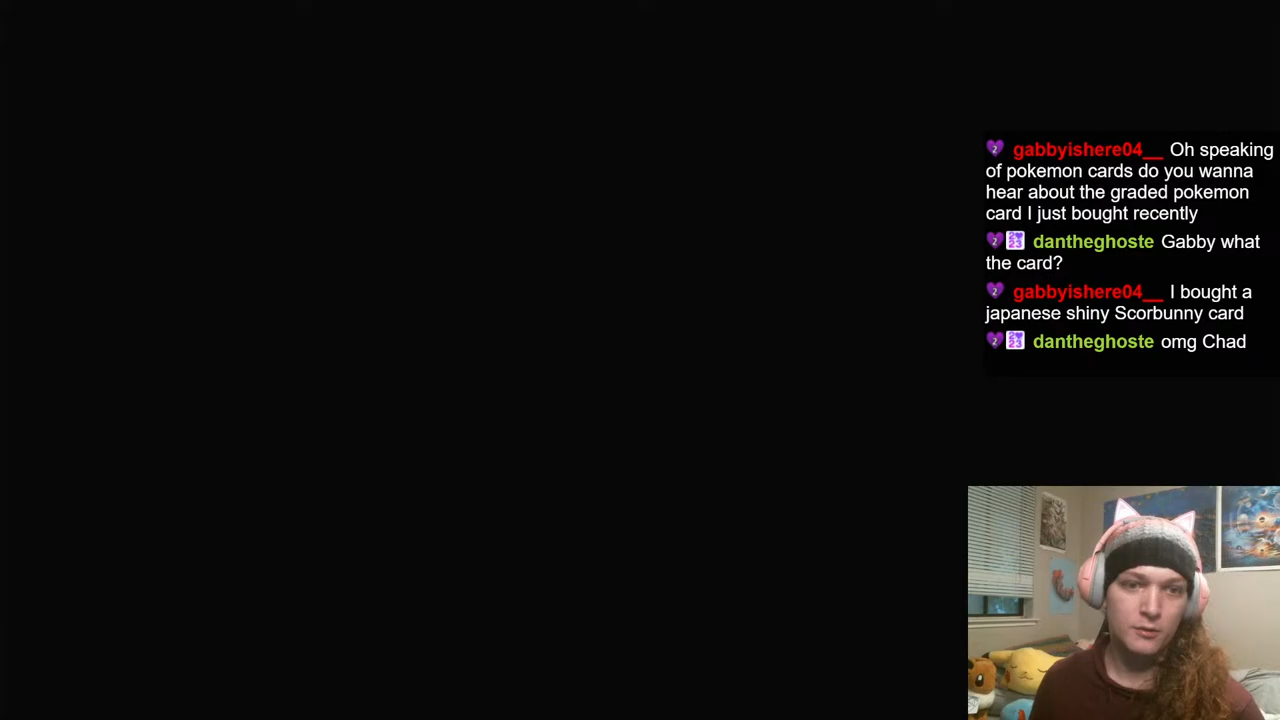 gabbyishere04__ Oh speaking
of pokemon cards do you wanna
hear about the graded pokemon
card I just bought recently
dantheghoste Gabby what
the card?
gabbyishere04__ I bought a
japanese shiny Scorbunny card
dantheghoste omg Chad